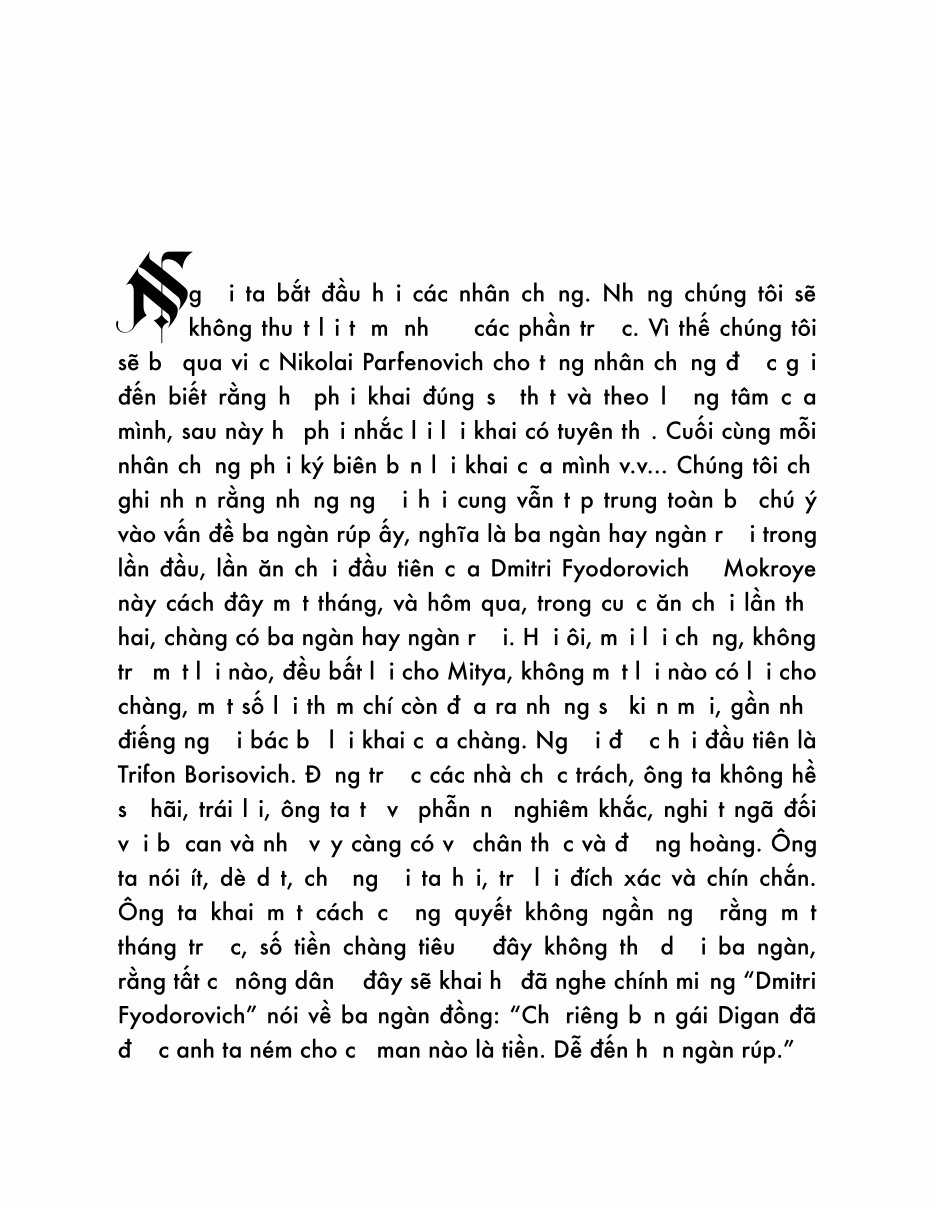 Ng i ta bắt đầu h i các nhân ch ng. Nh ng chúng tôi sẽ
không thu t l i t m nh các phần tr c. Vì thế chúng tôi
sẽ b qua vi c Nikolai Parfenovich cho t ng nhân ch ng đ c g i
đến biết rằng h ph i khai đúng s th t và theo l ng tâm c a
mình, sau này h ph i nhắc l i l i khai có tuyên th . Cuối cùng mỗi
nhân ch ng ph i ký biên b n l i khai c a mình v.v... Chúng tôi ch
ghi nh n rằng nh ng ng i h i cung vẫn t p trung toàn b chú ý
vào vấn đề ba ngàn rúp ấy, nghĩa là ba ngàn hay ngàn r i trong
lần đầu, lần ăn ch i đầu tiên c a Dmitri Fyodorovich Mokroye
này cách đây m t tháng, và hôm qua, trong cu c ăn ch i lần th
hai, chàng có ba ngàn hay ngàn r i. H i ôi, m i l i ch ng, không
tr m t l i nào, đều bất l i cho Mitya, không m t l i nào có l i cho
chàng, m t số l i th m chí còn đ a ra nh ng s ki n m i, gần nh
điếng ng i bác b l i khai c a chàng. Ng i đ c h i đầu tiên là
Trifon Borisovich. Đ ng tr c các nhà ch c trách, ông ta không hề
s hãi, trái l i, ông ta t v phẫn n nghiêm khắc, nghi t ngã đối
v i b can và nh v y càng có v chân th c và đ ng hoàng. Ông
ta nói ít, dè d t, ch ng i ta h i, tr l i đích xác và chín chắn.
Ông ta khai m t cách c ng quyết không ngần ng rằng m t
tháng tr c, số tiền chàng tiêu đây không th d i ba ngàn,
rằng tất c nông dân đây sẽ khai h đã nghe chính mi ng “Dmitri
Fyodorovich” nói về ba ngàn đồng: “Ch riêng b n gái Digan đã
đ c anh ta ném cho c man nào là tiền. Dễ đến h n ngàn rúp.”